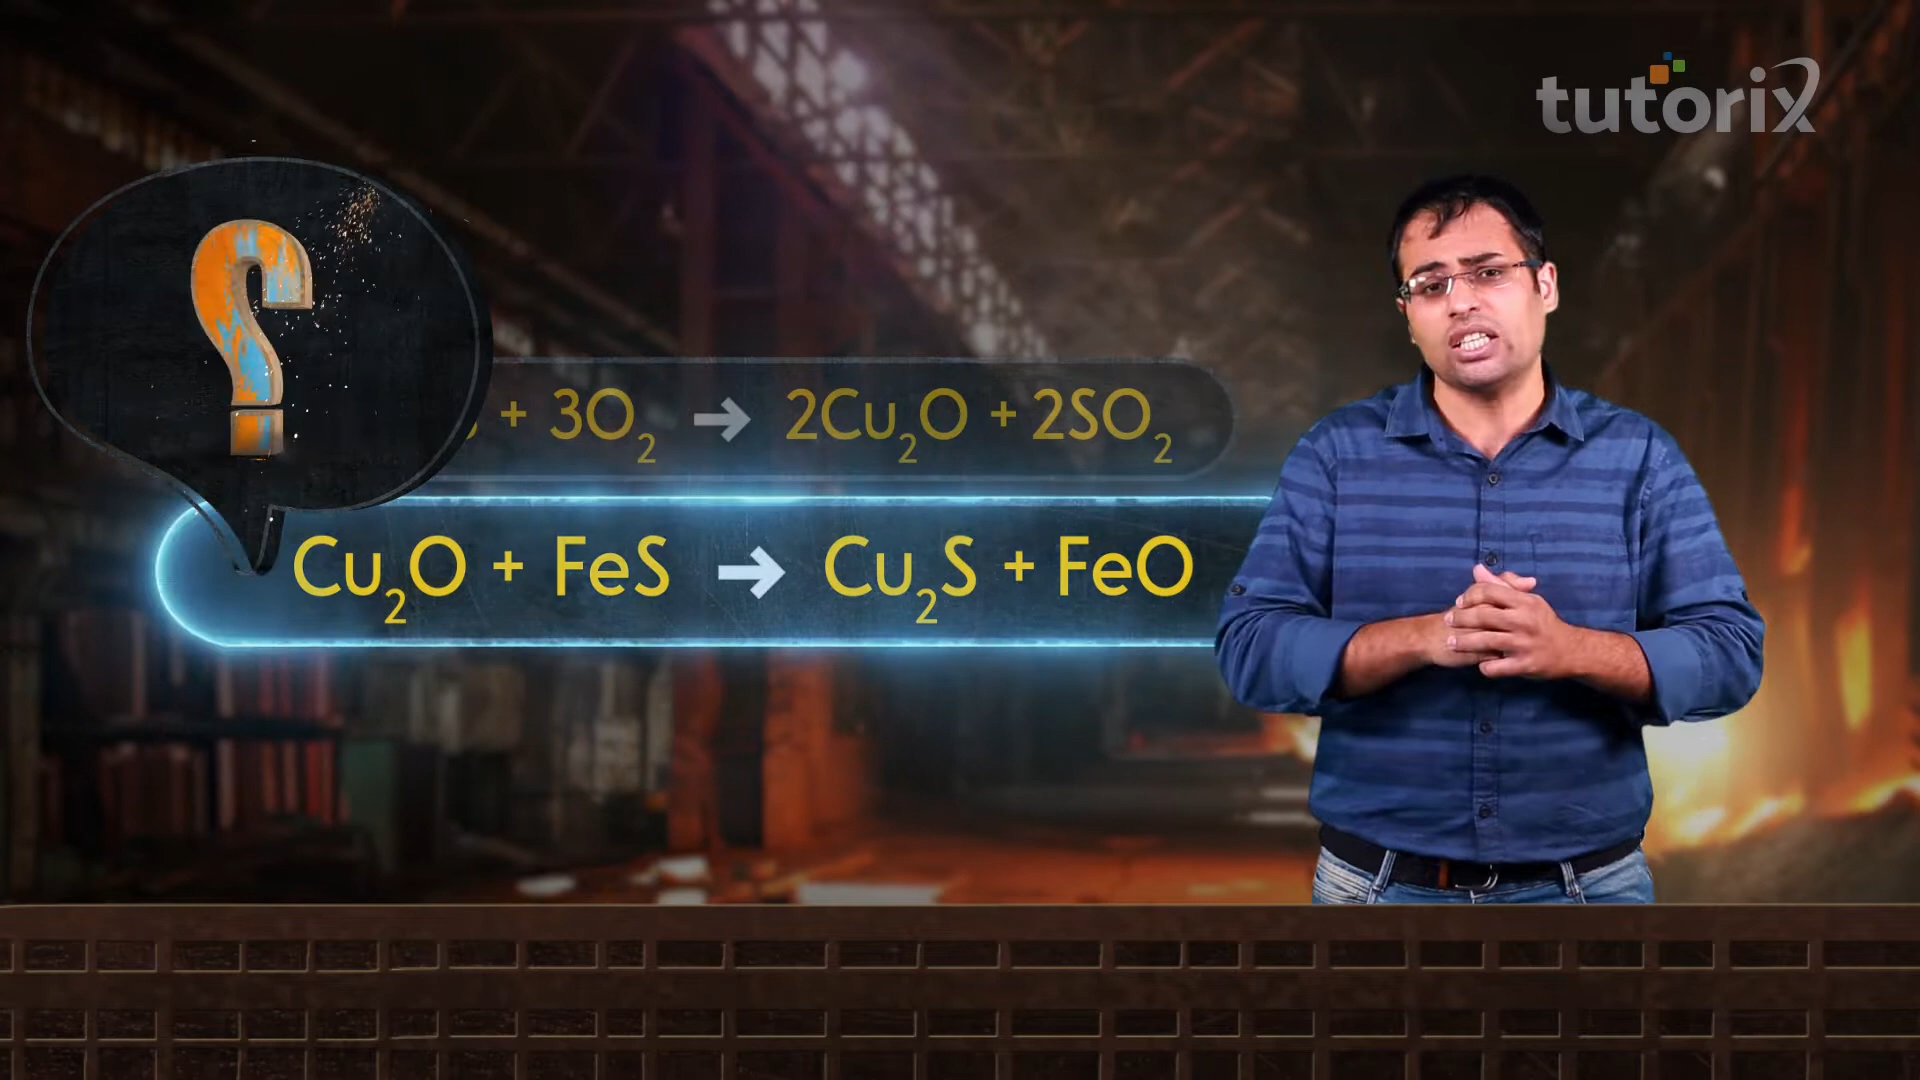 tutorix
?
+ 3O₂ → 2Cu₂O + 2SO₂
Cu₂O + FeS → Cu₂S + FeO